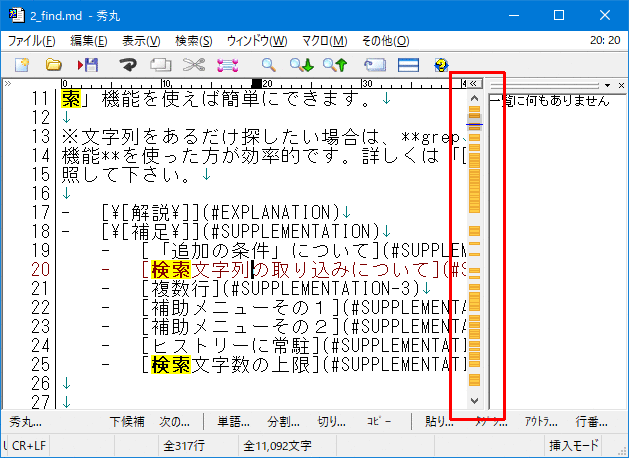 2_find.md - 秀丸
ファイル(F) 編集(E) 表示(V) 検索(S) ウィンドウ(W) マクロ(M) その他(O) 20: 20
0 10 20 30 40
11 索」機能を使えば簡単にできます。↓
一覧に何もありません
12 ↓
13 ※文字列をあるだけ探したい場合は、**grep、
14 機能**を使った方が効率的です。詳しくは「[
15 照して下さい。↓
16 ↓
17 - [¥[解説¥]](#EXPLANATION)↓
18 - [¥[補足¥]](#SUPPLEMENTATION)↓
19 - [「追加の条件」について](#SUPPLEM
20 - [検索文字列の取り込みについて](#S
21 - [複数行](#SUPPLEMENTATION-3)↓
22 - [補助メニューその１](#SUPPLEMENTA
23 - [補助メニューその２](#SUPPLEMENTA
24 - [ヒストリーに常駐](#SUPPLEMENTATI
25 - [検索文字数の上限](#SUPPLEMENTATI
26 ↓
27 ↓
秀丸... 下候補 次の... 単語... 分割... 切り... ｺﾋﾟｰ 貼り... ﾀｸﾞｼﾞ... ｱｳﾄﾗ... 行番...
CR+LF 全317行 全11,092文字 挿入モード